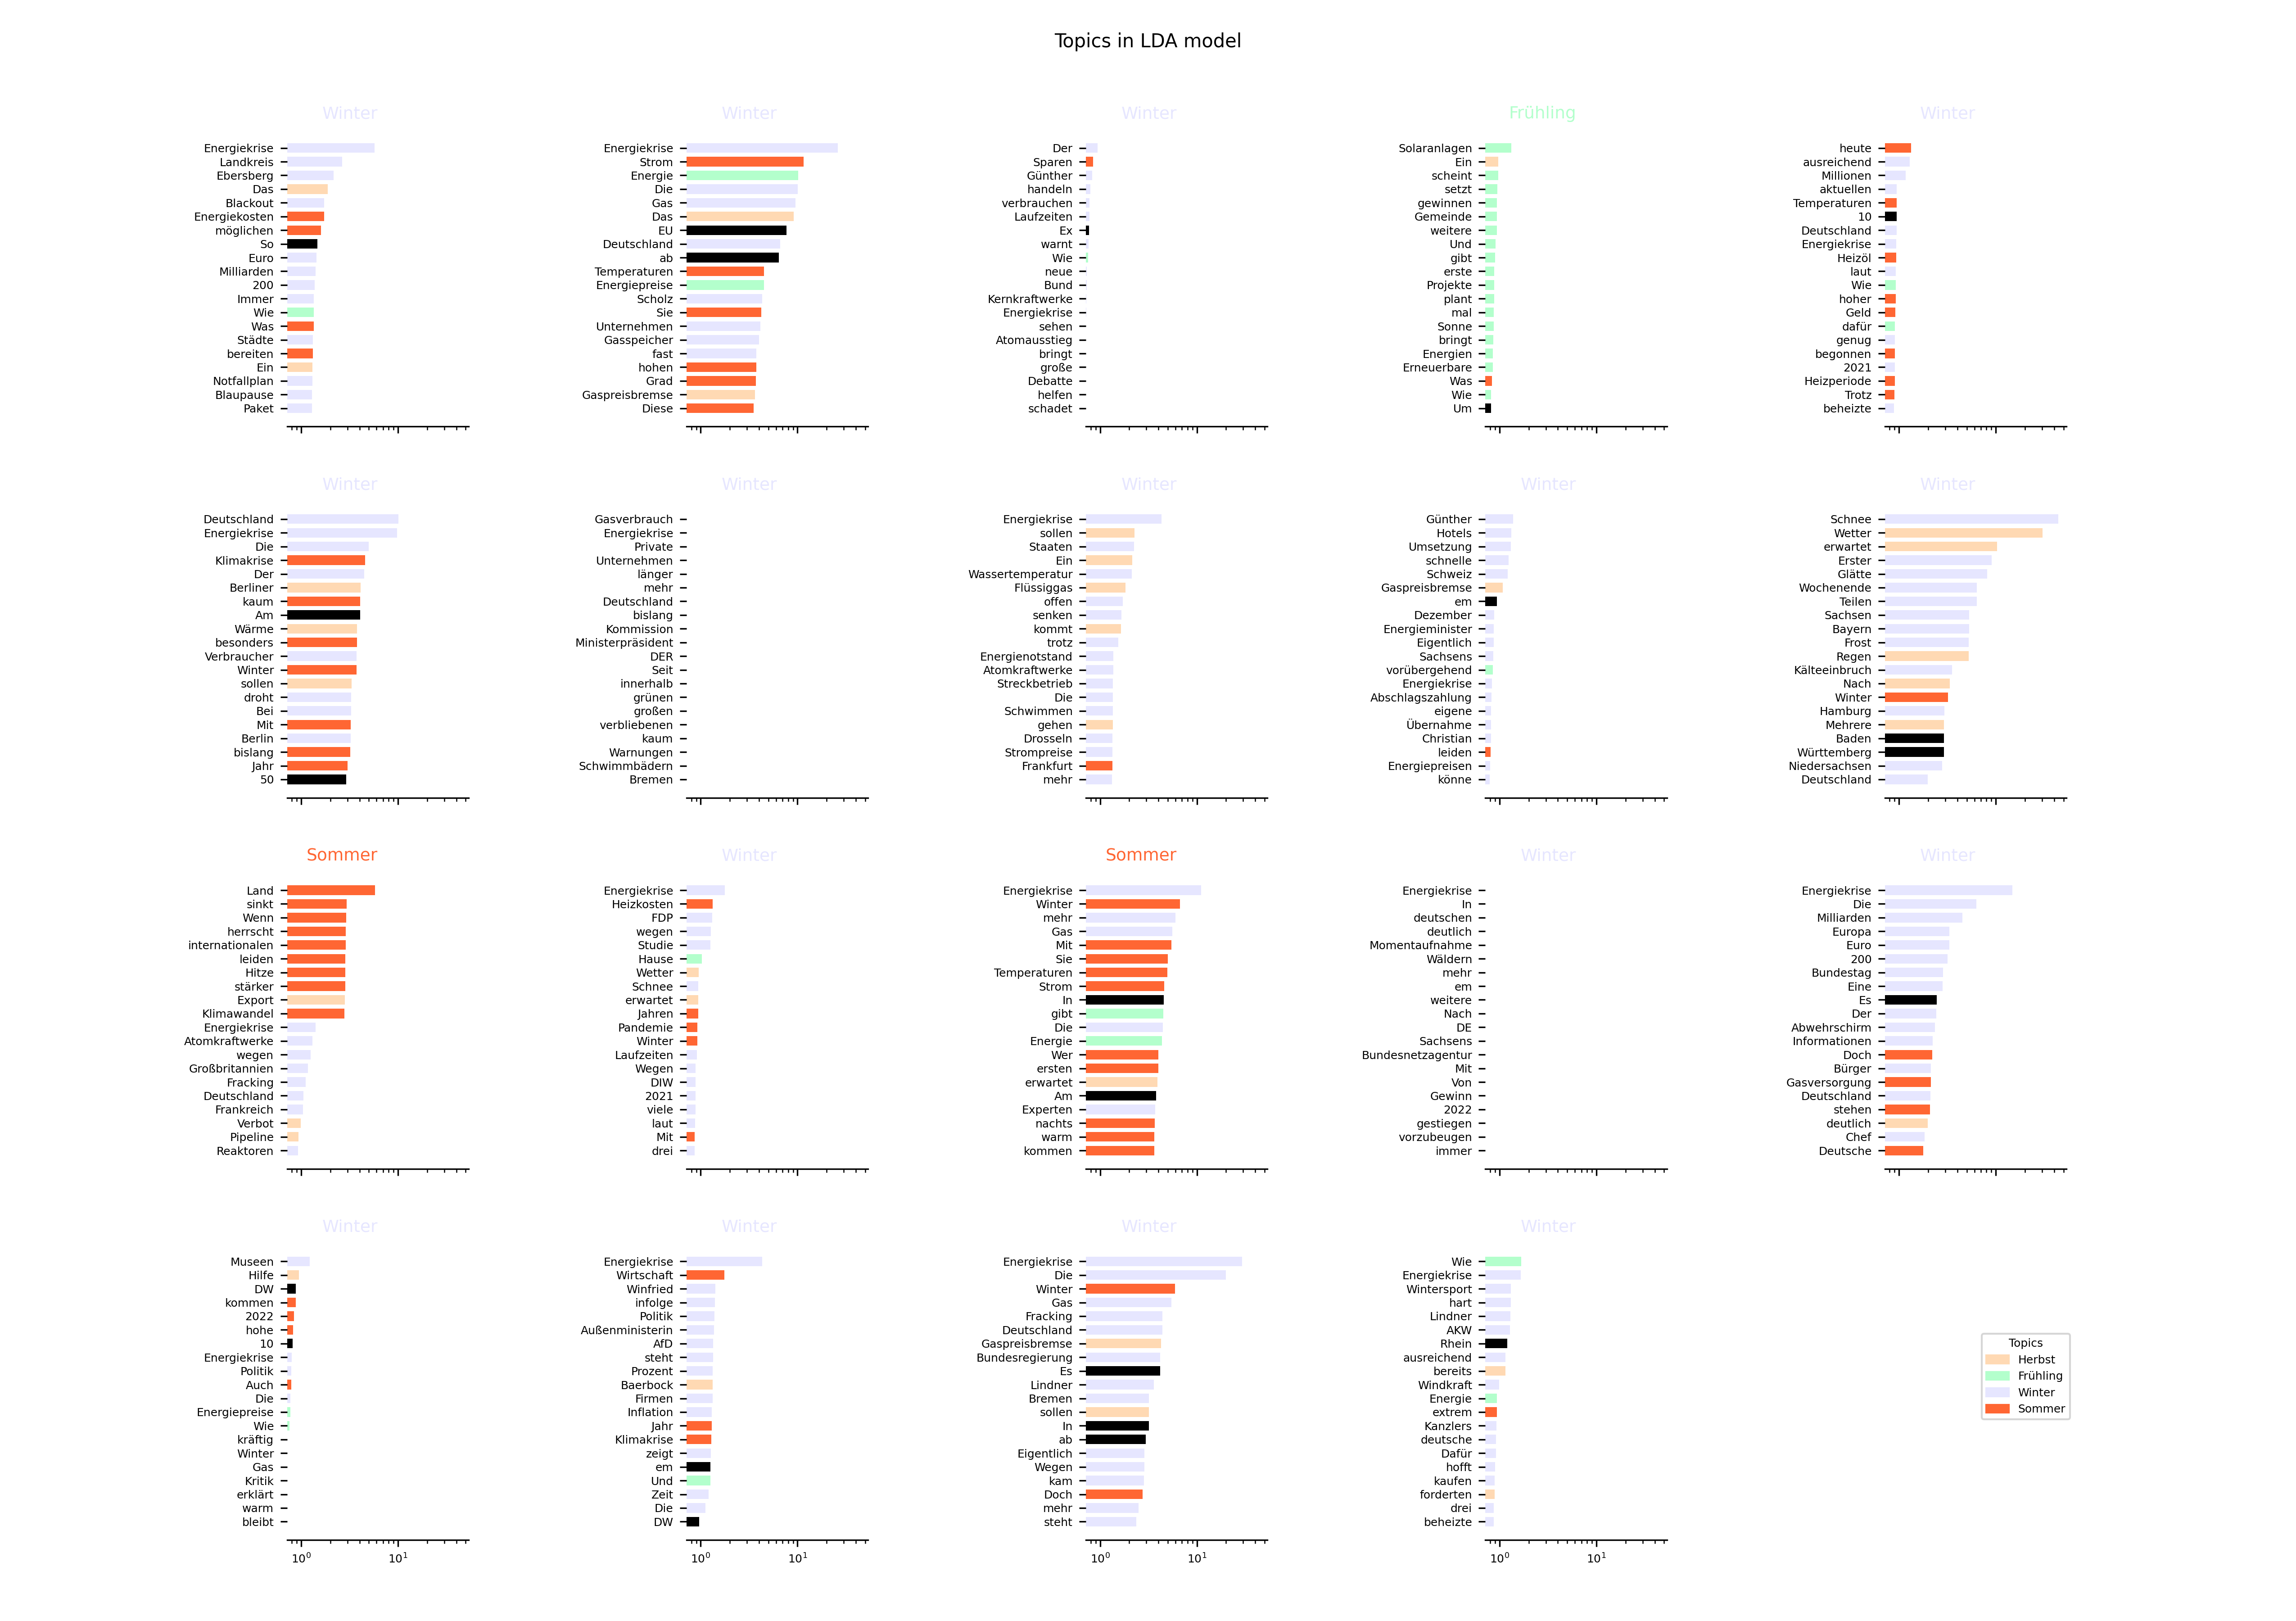 Topics in LDA model
Winter
Energiekrise
Landkreis
Ebersberg
Das
Blackout
Energiekosten
möglichen
So
Euro
Milliarden
200
Immer
Wie
Was
Städte
bereiten
Ein
Notfallplan
Blaupause
Paket
Winter
Energiekrise
Strom
Energie
Die
Gas
Das
EU
Deutschland
ab
Temperaturen
Energiepreise
Scholz
Sie
Unternehmen
Gasspeicher
fast
hohen
Grad
Gaspreisbremse
Diese
Winter
Der
Sparen
Günther
handeln
verbrauchen
Laufzeiten
Ex
warnt
Wie
neue
Bund
Kernkraftwerke
Energiekrise
sehen
Atomausstieg
bringt
große
Debatte
helfen
schadet
Frühling
Solaranlagen
Ein
scheint
setzt
gewinnen
Gemeinde
weitere
Und
gibt
erste
Projekte
plant
mal
Sonne
bringt
Energien
Erneuerbare
Was
Wie
Um
Winter
heute
ausreichend
Millionen
aktuellen
Temperaturen
10
Deutschland
Energiekrise
Heizöl
laut
Wie
hoher
Geld
dafür
genug
begonnen
2021
Heizperiode
Trotz
beheizte
Winter
Deutschland
Energiekrise
Die
Klimakrise
Der
Berliner
kaum
Am
Wärme
besonders
Verbraucher
Winter
sollen
droht
Bei
Mit
Berlin
bislang
Jahr
50
Winter
Gasverbrauch
Energiekrise
Private
Unternehmen
länger
mehr
Deutschland
bislang
Kommission
Ministerpräsident
DER
Seit
innerhalb
grünen
großen
verbliebenen
kaum
Warnungen
Schwimmbädern
Bremen
Winter
Energiekrise
sollen
Staaten
Ein
Wassertemperatur
Flüssiggas
offen
senken
kommt
trotz
Energienotstand
Atomkraftwerke
Streckbetrieb
Die
Schwimmen
gehen
Drosseln
Strompreise
Frankfurt
mehr
Winter
Günther
Hotels
Umsetzung
schnelle
Schweiz
Gaspreisbremse
em
Dezember
Energieminister
Eigentlich
Sachsens
vorübergehend
Energiekrise
Abschlagszahlung
eigene
Übernahme
Christian
leiden
Energiepreisen
könne
Winter
Schnee
Wetter
erwartet
Erster
Glätte
Wochenende
Teilen
Sachsen
Bayern
Frost
Regen
Kälteeinbruch
Nach
Winter
Hamburg
Mehrere
Baden
Württemberg
Niedersachsen
Deutschland
Sommer
Land
sinkt
Wenn
herrscht
internationalen
leiden
Hitze
stärker
Export
Klimawandel
Energiekrise
Atomkraftwerke
wegen
Großbritannien
Fracking
Deutschland
Frankreich
Verbot
Pipeline
Reaktoren
Winter
Energiekrise
Heizkosten
FDP
wegen
Studie
Hause
Wetter
Schnee
erwartet
Jahren
Pandemie
Winter
Laufzeiten
Wegen
DIW
2021
viele
laut
Mit
drei
Sommer
Energiekrise
Winter
mehr
Gas
Mit
Sie
Temperaturen
Strom
In
gibt
Die
Energie
Wer
ersten
erwartet
Am
Experten
nachts
warm
kommen
Winter
Energiekrise
In
deutschen
deutlich
Momentaufnahme
Wäldern
mehr
em
weitere
Nach
DE
Sachsens
Bundesnetzagentur
Mit
Von
Gewinn
2022
gestiegen
vorzubeugen
immer
Winter
Energiekrise
Die
Milliarden
Europa
Euro
200
Bundestag
Eine
Es
Der
Abwehrschirm
Informationen
Doch
Bürger
Gasversorgung
Deutschland
stehen
deutlich
Chef
Deutsche
Winter
Museen
Hilfe
DW
kommen
2022
hohe
10
Energiekrise
Politik
Auch
Die
Energiepreise
Wie
kräftig
Winter
Gas
Kritik
erklärt
warm
bleibt
10⁰ 10¹
Winter
Energiekrise
Wirtschaft
Winfried
infolge
Politik
Außenministerin
AfD
steht
Prozent
Baerbock
Firmen
Inflation
Jahr
Klimakrise
zeigt
em
Und
Zeit
Die
DW
10⁰ 10¹
Winter
Energiekrise
Die
Winter
Gas
Fracking
Deutschland
Gaspreisbremse
Bundesregierung
Es
Lindner
Bremen
sollen
In
ab
Eigentlich
Wegen
kam
Doch
mehr
steht
10⁰ 10¹
Winter
Wie
Energiekrise
Wintersport
hart
Lindner
AKW
Rhein
ausreichend
bereits
Windkraft
Energie
extrem
Kanzlers
deutsche
Dafür
hofft
kaufen
forderten
drei
beheizte
10⁰ 10¹
Topics
Herbst
Frühling
Winter
Sommer